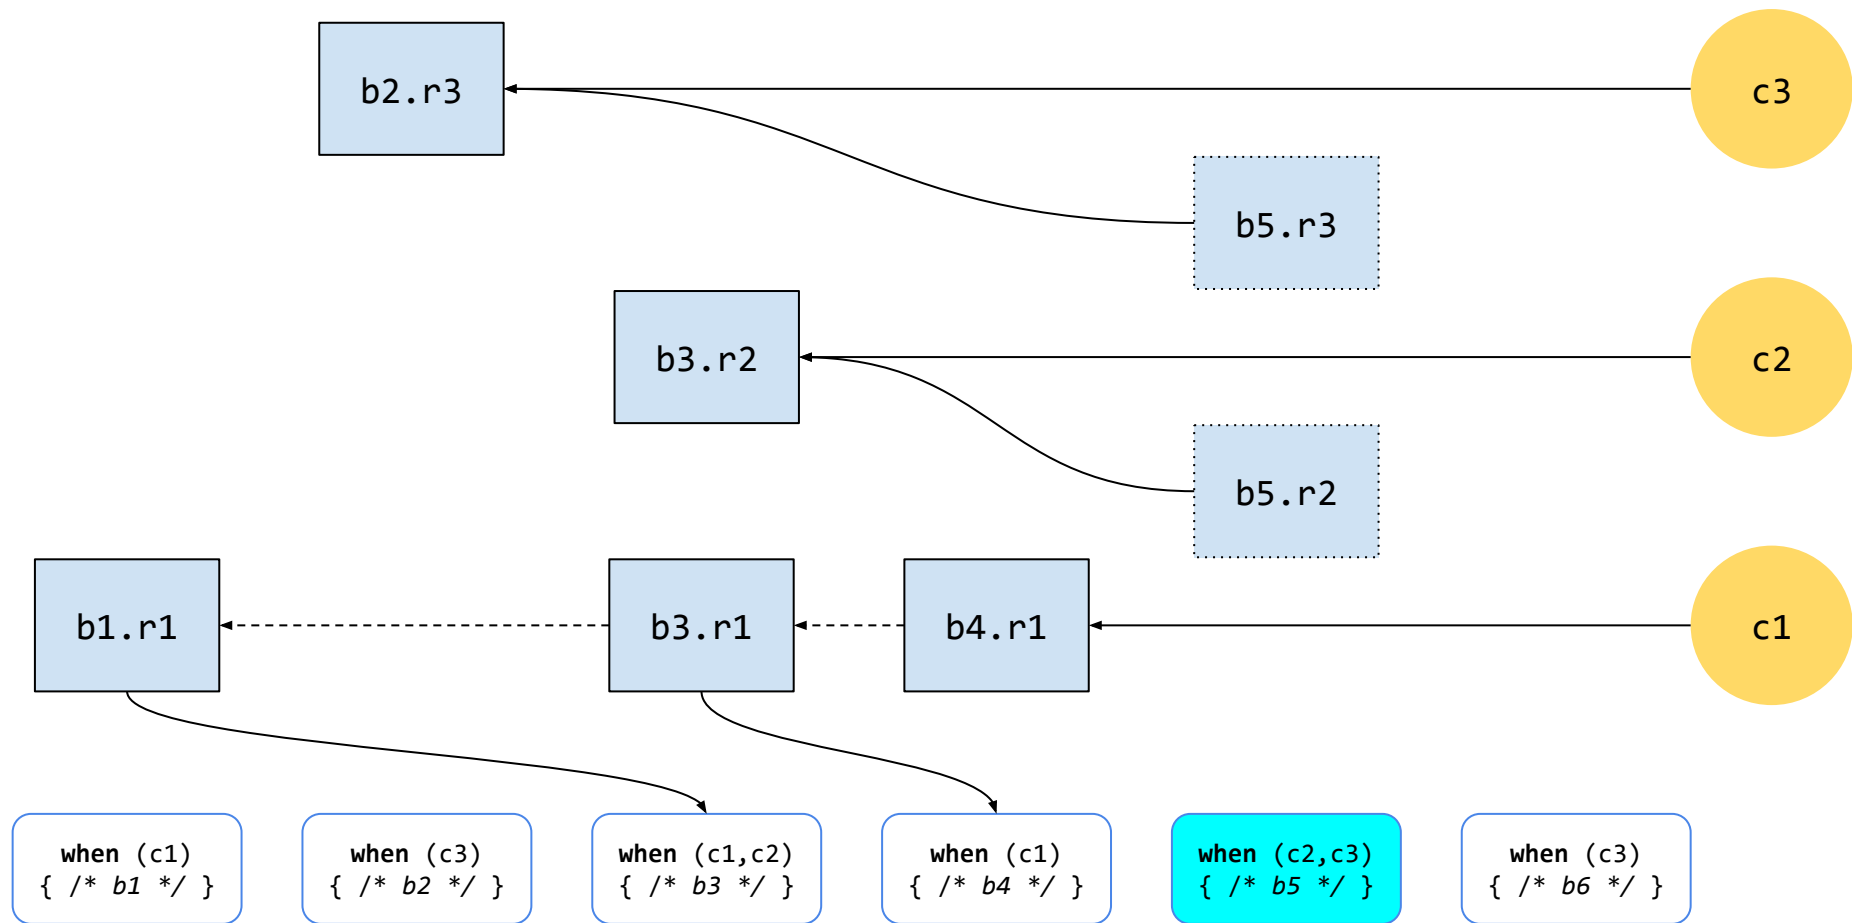 b2.r3
c3
b5.r3
b3.r2
c2
b5.r2
b1.r1
b3.r1
b4.r1
c1
when (c1)
{ /* b1 */ }
when (c3)
{ /* b2 */ }
when (c1,c2)
{ /* b3 */ }
when (c1)
{ /* b4 */ }
when (c2,c3)
{ /* b5 */ }
when (c3)
{ /* b6 */ }